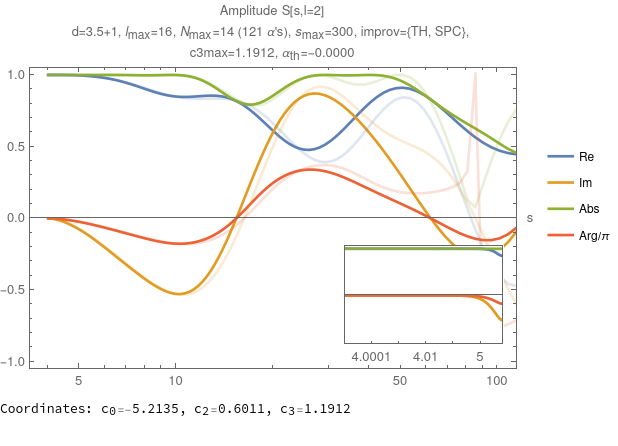 Amplitude S[s,l=2]
d=3.5+1, lmax=16, Nmax=14 (121 α's), smax=300, improv={TH, SPC},
c3max=1.1912, αth=-0.0000
1.0
0.5
0.0
-0.5
-1.0
s
Re
Im
Abs
Arg/π
4.0001 4.01 5
5 10 50 100
Coordinates: c0=-5.2135, c2=0.6011, c3=1.1912